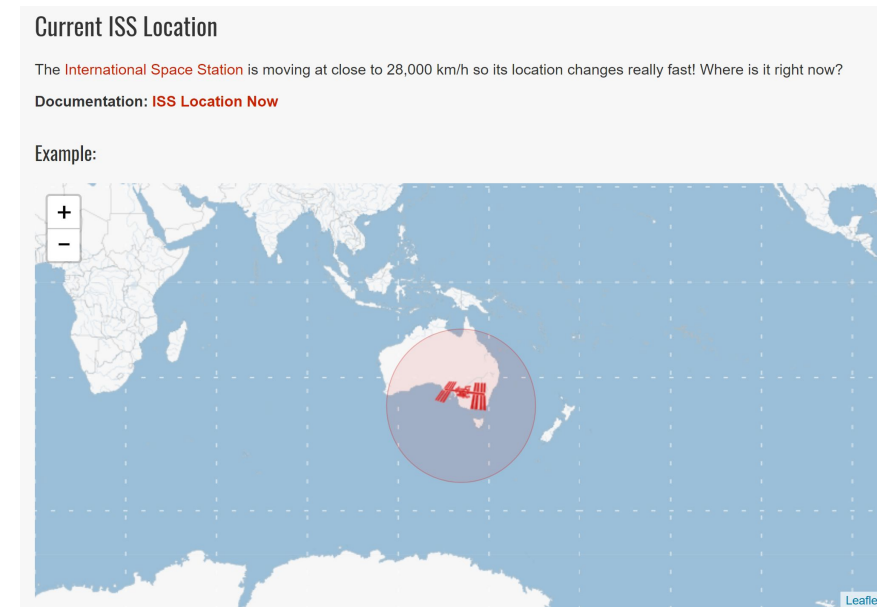 Current ISS Location
The International Space Station is moving at close to 28,000 km/h so its location changes really fast! Where is it right now?
Documentation: ISS Location Now
Example:
+
−
Leafle